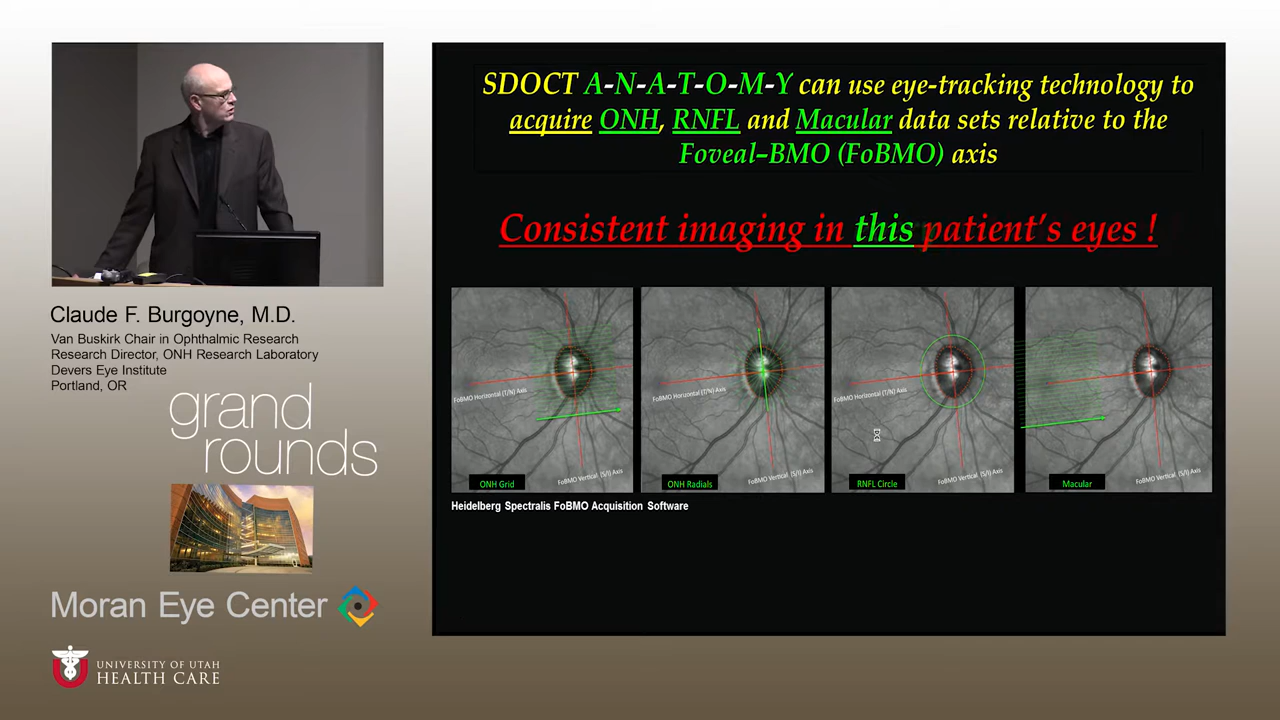 Claude F. Burgoyne, M.D.
Van Buskirk Chair in Ophthalmic Research
Research Director, ONH Research Laboratory
Devers Eye Institute
Portland, OR
grand
rounds
Moran Eye Center
UNIVERSITY OF UTAH
HEALTH CARE
SDOCT A-N-A-T-O-M-Y can use eye-tracking technology to
acquire ONH, RNFL and Macular data sets relative to the
Foveal–BMO (FoBMO) axis
Consistent imaging in this patient's eyes !
FoBMO Horizontal (T/N) Axis
FoBMO Vertical (S/I) Axis
ONH Grid
FoBMO Horizontal (T/N) Axis
FoBMO Vertical (S/I) Axis
ONH Radials
FoBMO Horizontal (T/N) Axis
FoBMO Vertical (S/I) Axis
RNFL Circle
FoBMO Vertical (S/I) Axis
Macular
Heidelberg Spectralis FoBMO Acquisition Software